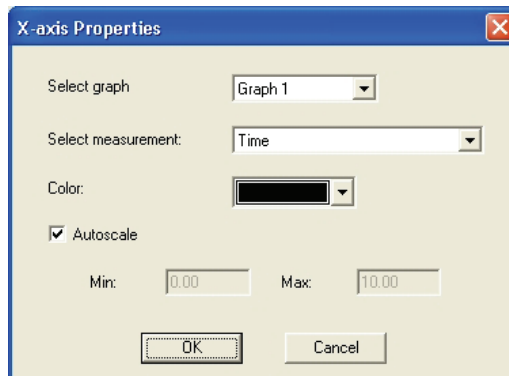 X-axis Properties
Select graph Graph 1
Select measurement: Time
Color:
Autoscale
Min: 0.00 Max: 10.00
OK Cancel